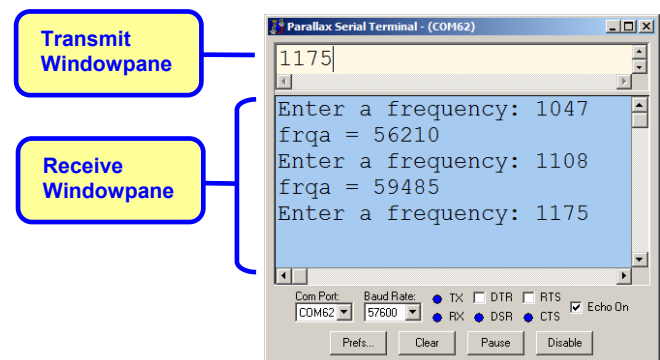 Transmit
Windowpane
Receive
Windowpane
Parallax Serial Terminal - (COM62)
1175
Enter a frequency: 1047
frqa = 56210
Enter a frequency: 1108
frqa = 59485
Enter a frequency: 1175
Com Port: Baud Rate: TX DTR RTS
COM62 57600 RX DSR CTS Echo On
Prefs... Clear Pause Disable